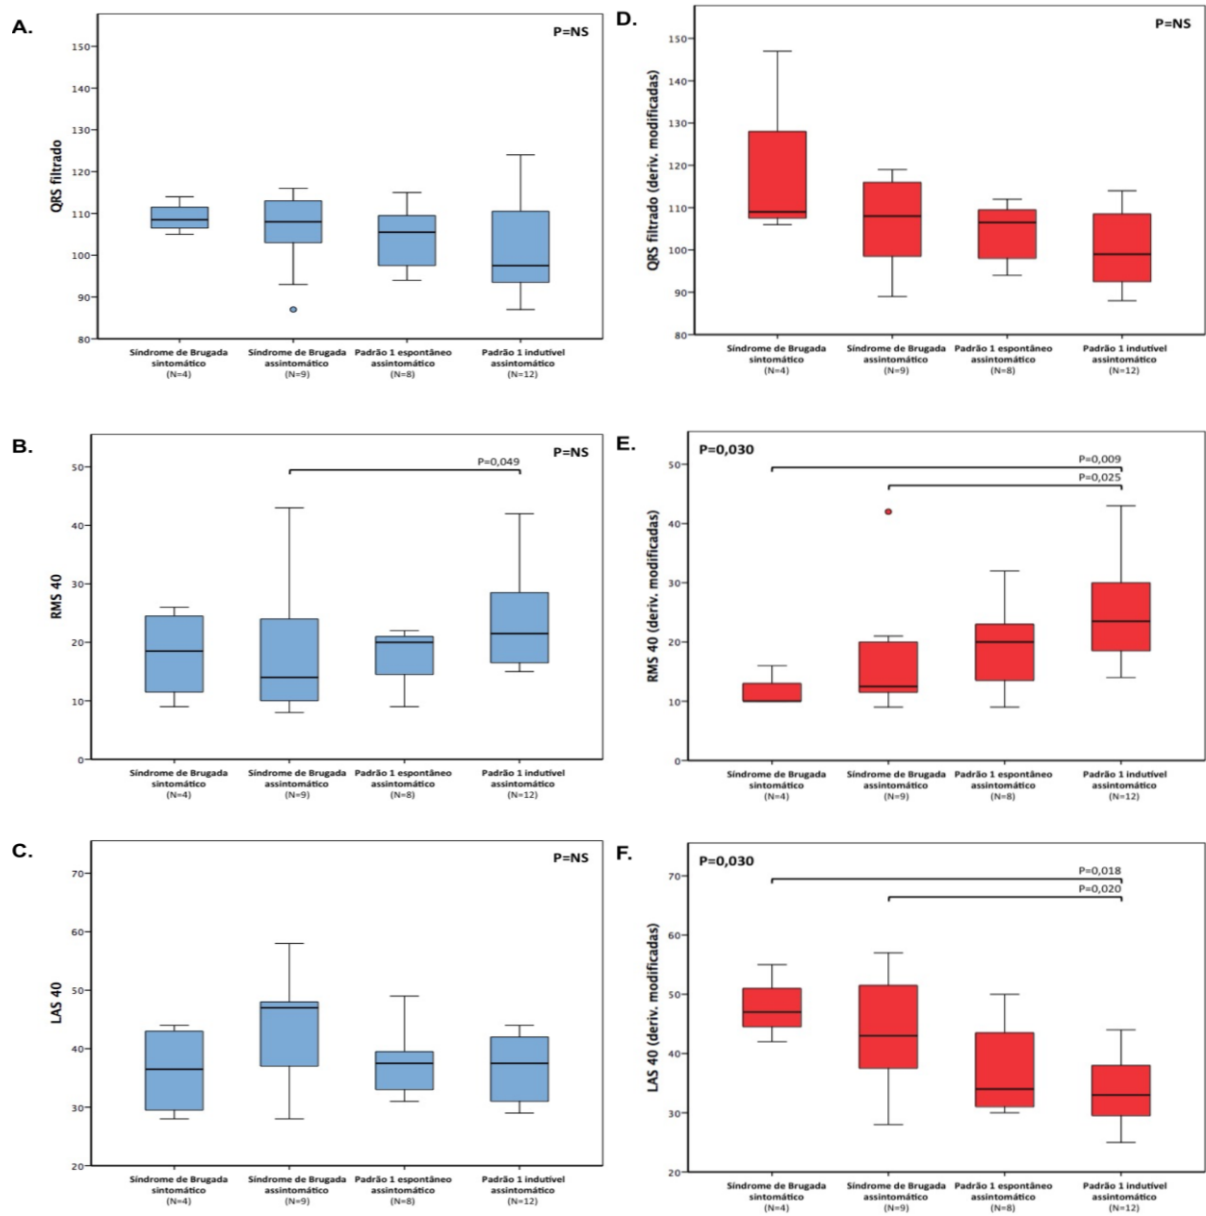 A.
P=NS
QRS filtrado
150
140
130
120
110
100
90
80
Síndrome de Brugada Síndrome de Brugada Padrão 1 espontâneo Padrão 1 indutível
sintomático assintomático assintomático assintomático
(N=4) (N=9) (N=8) (N=12)
D.
P=NS
QRS filtrado (deriv. modificadas)
150
140
130
120
110
100
90
80
Síndrome de Brugada Síndrome de Brugada Padrão 1 espontâneo Padrão 1 indutível
sintomático assintomático assintomático assintomático
(N=4) (N=9) (N=8) (N=12)
B.
P=NS
P=0,049
RMS 40
50
40
30
20
10
0
Síndrome de Brugada Síndrome de Brugada Padrão 1 espontâneo Padrão 1 indutível
sintomático assintomático assintomático assintomático
(N=4) (N=9) (N=8) (N=12)
E.
P=0,030
P=0,009
P=0,025
RMS 40 (deriv. modificadas)
50
40
30
20
10
0
Síndrome de Brugada Síndrome de Brugada Padrão 1 espontâneo Padrão 1 indutível
sintomático assintomático assintomático assintomático
(N=4) (N=9) (N=8) (N=12)
C.
P=NS
LAS 40
70
60
50
40
30
20
Síndrome de Brugada Síndrome de Brugada Padrão 1 espontâneo Padrão 1 indutível
sintomático assintomático assintomático assintomático
(N=4) (N=9) (N=8) (N=12)
F.
P=0,030
P=0,018
P=0,020
LAS 40 (deriv. modificadas)
70
60
50
40
30
20
Síndrome de Brugada Síndrome de Brugada Padrão 1 espontâneo Padrão 1 indutível
sintomático assintomático assintomático assintomático
(N=4) (N=9) (N=8) (N=12)